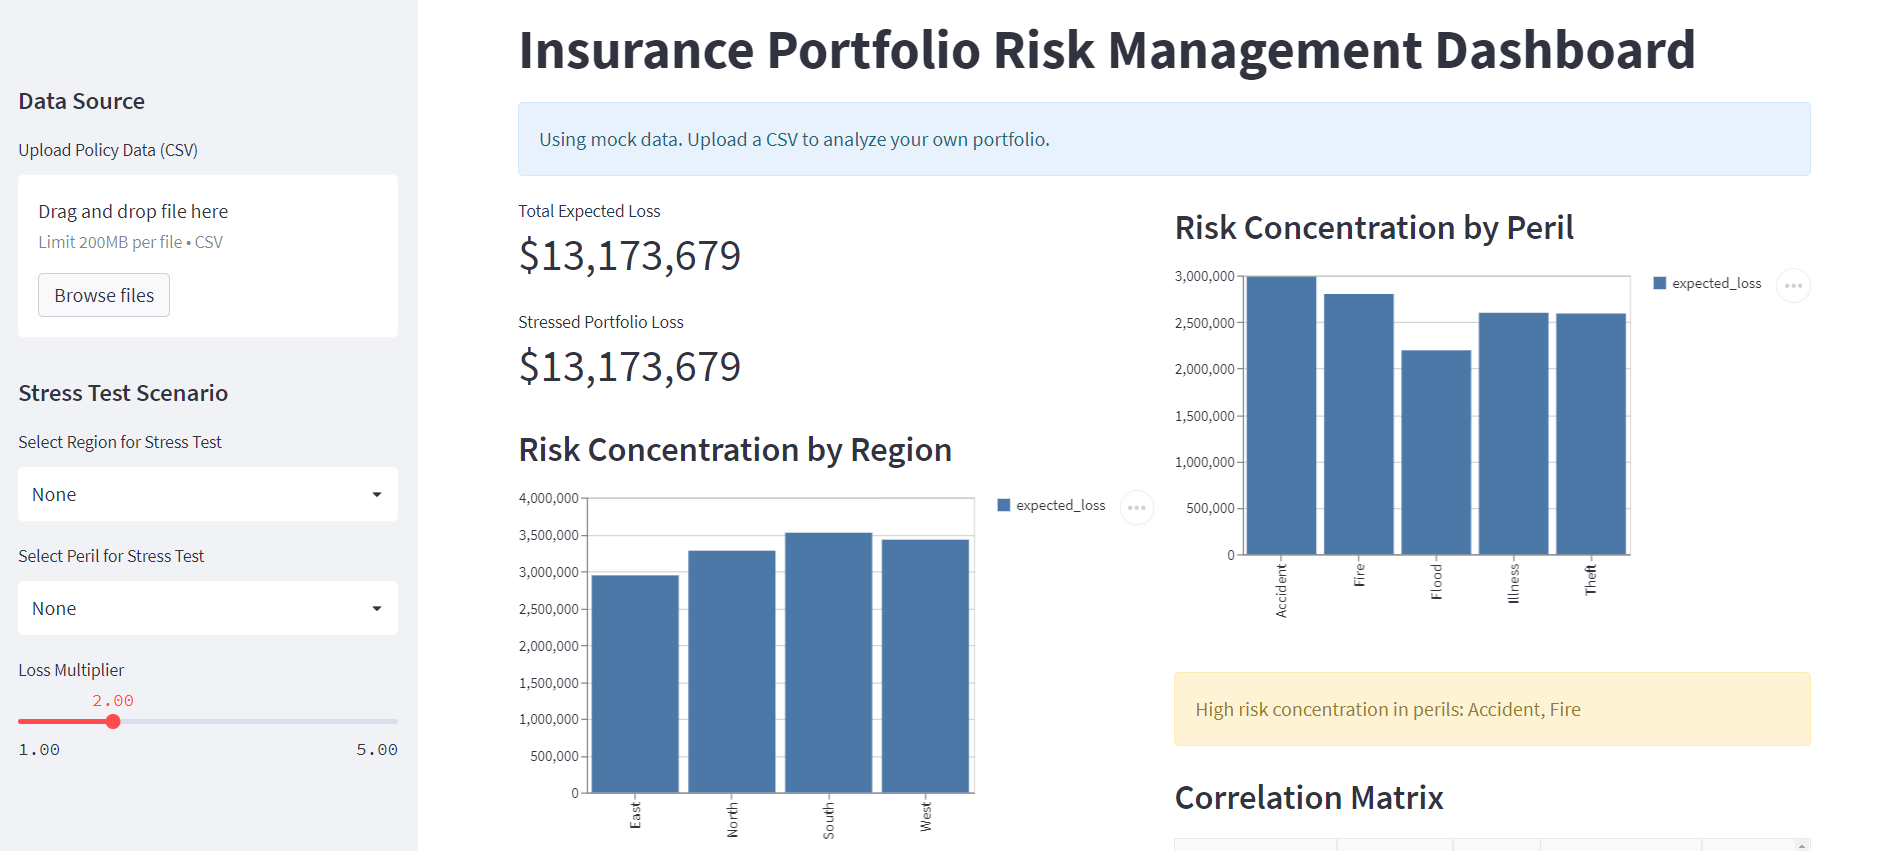 Data Source
Upload Policy Data (CSV)
Drag and drop file here
Limit 200MB per file • CSV
Browse files
Stress Test Scenario
Select Region for Stress Test
None
Select Peril for Stress Test
None
Loss Multiplier
2.00
1.00 5.00
Insurance Portfolio Risk Management Dashboard
Using mock data. Upload a CSV to analyze your own portfolio.
Total Expected Loss
$13,173,679
Stressed Portfolio Loss
$13,173,679
Risk Concentration by Region
4,000,000
3,500,000
3,000,000
2,500,000
2,000,000
1,500,000
1,000,000
500,000
0
East North South West
expected_loss
Risk Concentration by Peril
3,000,000
2,500,000
2,000,000
1,500,000
1,000,000
500,000
0
Accident Fire Flood Illness Theft
expected_loss
High risk concentration in perils: Accident, Fire
Correlation Matrix